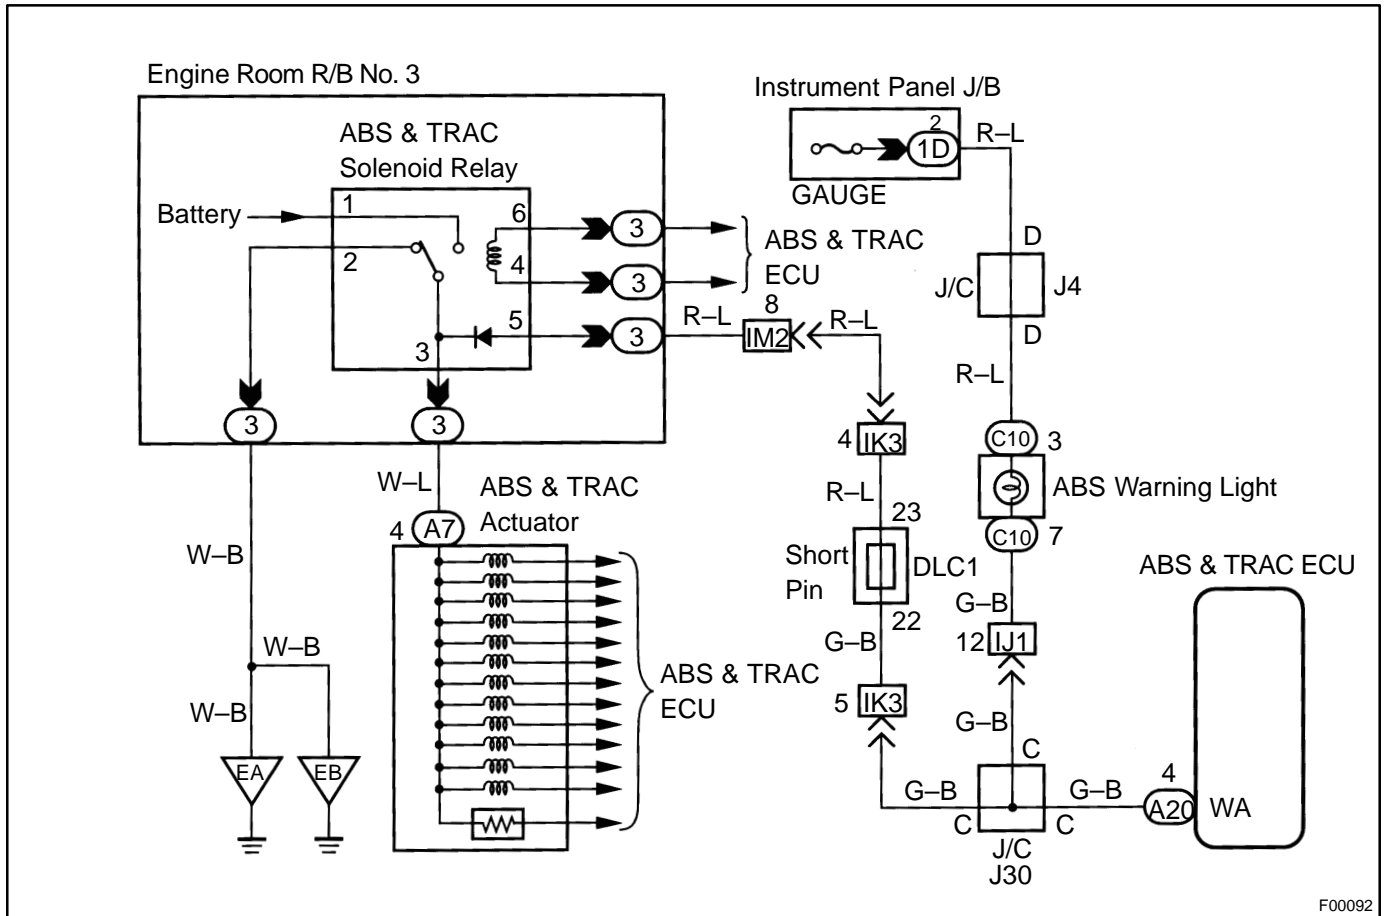 Engine Room R/B No. 3
Instrument Panel J/B
ABS & TRAC
Solenoid Relay
2
1D
R–L
GAUGE
Battery
1
2
6
4
5
3
3
3
3
ABS & TRAC
ECU
D
J/C
J4
D
R–L
8
IM2
R–L
R–L
3
3
4
IK3
C10
3
ABS Warning Light
C10
7
W–L
ABS & TRAC
Actuator
4
A7
R–L
23
Short
Pin
DLC1
22
G–B
5
IK3
W–B
W–B
W–B
EA
EB
ABS & TRAC
ECU
G–B
12
IJ1
G–B
C
G–B
C
C
J/C
J30
G–B
4
A20
WA
ABS & TRAC ECU
F00092